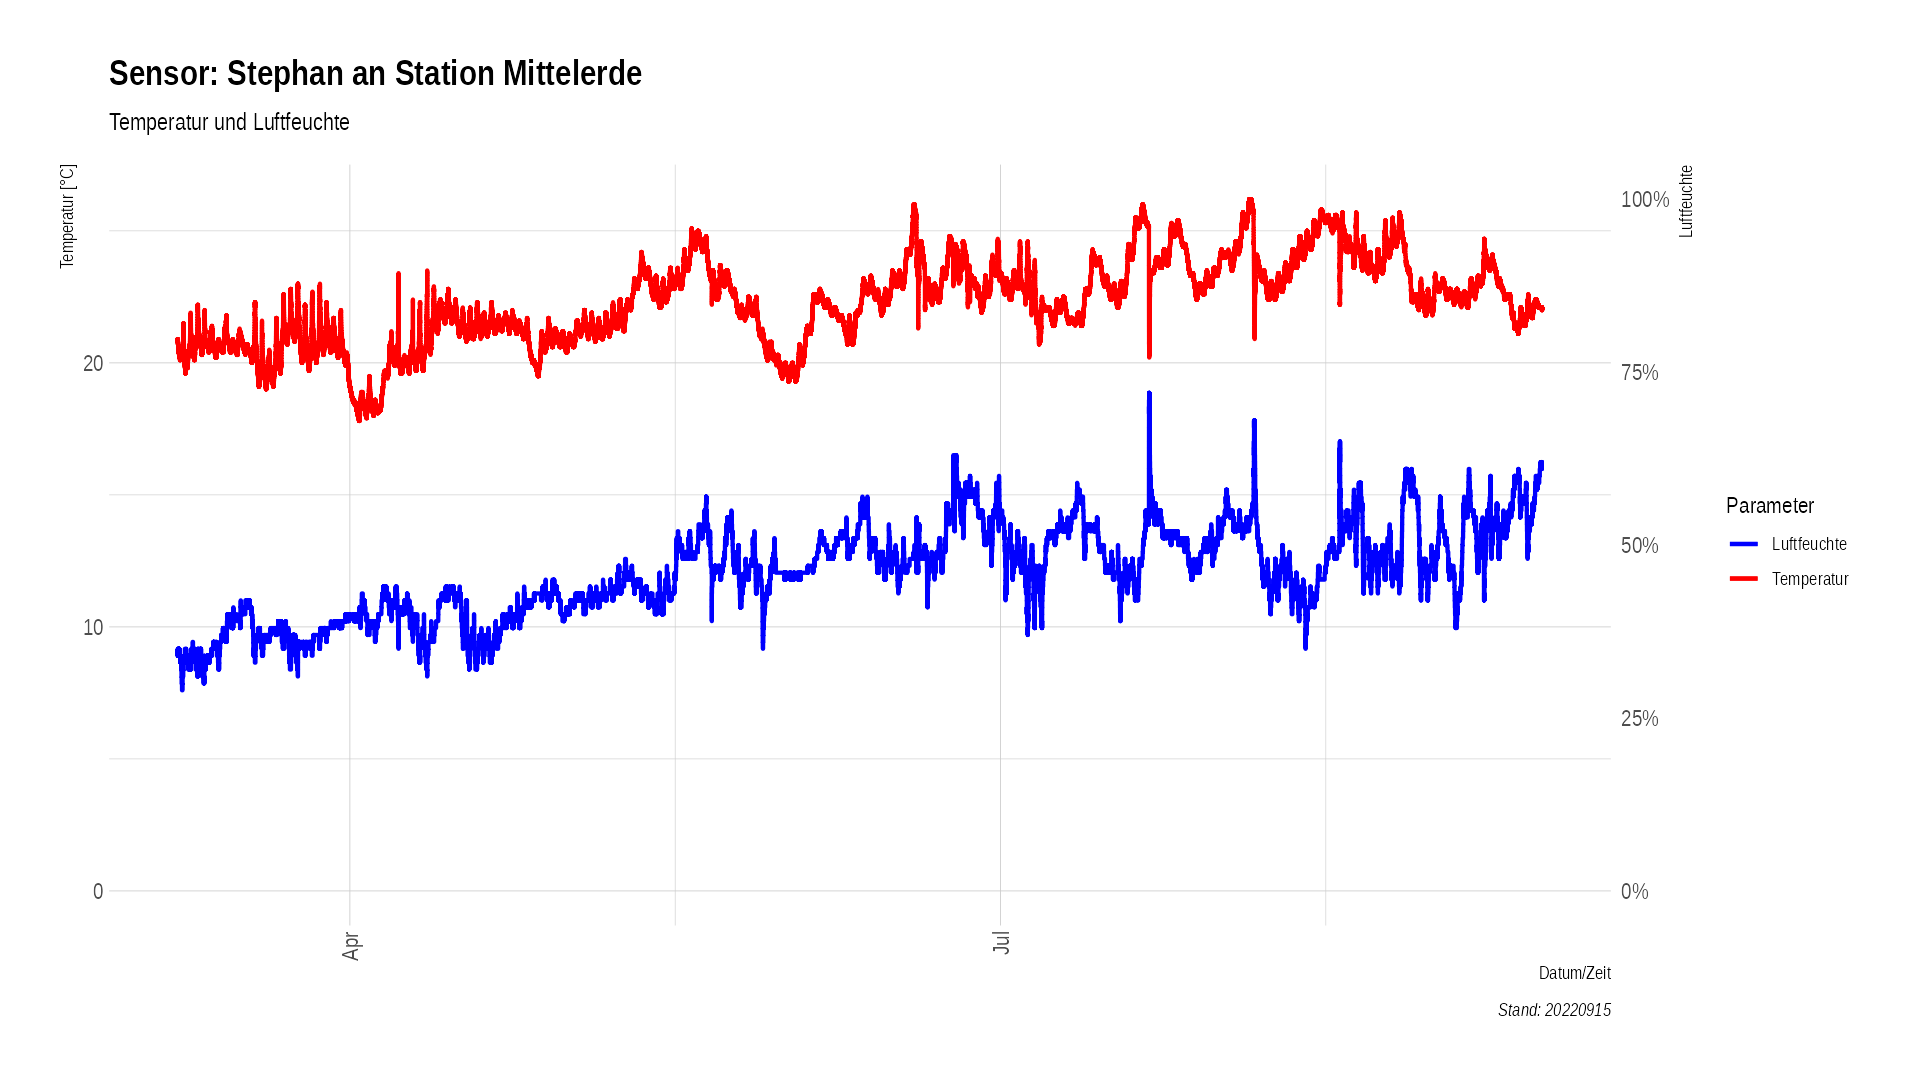 Sensor: Stephan an Station Mittelerde
Temperatur und Luftfeuchte
Temperatur [°C]
Luftfeuchte
20
10
0
100%
75%
50%
25%
0%
Apr
Jul
Datum/Zeit
Parameter
Luftfeuchte
Temperatur
Stand: 20220915